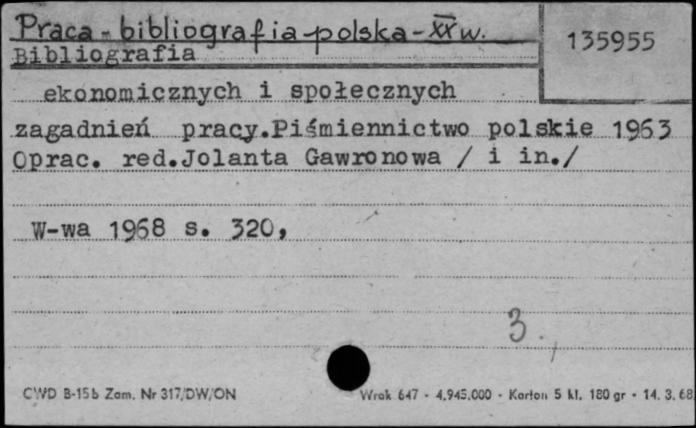 Praca - bibliografia - polska - XX w.
135955
Bibliografia
ekonomicznych i społecznych
zagadnień pracy.Piśmiennictwo polskie 1963
Oprac. red.Jolanta Gawronowa / i in./
W-wa 1968 s. 320,
3.
CWD B-15b Zam. Nr 317/DW/ON
Wrak 647 - 4.945.000 - Karton 5 kl. 180 gr - 14. 3. 68